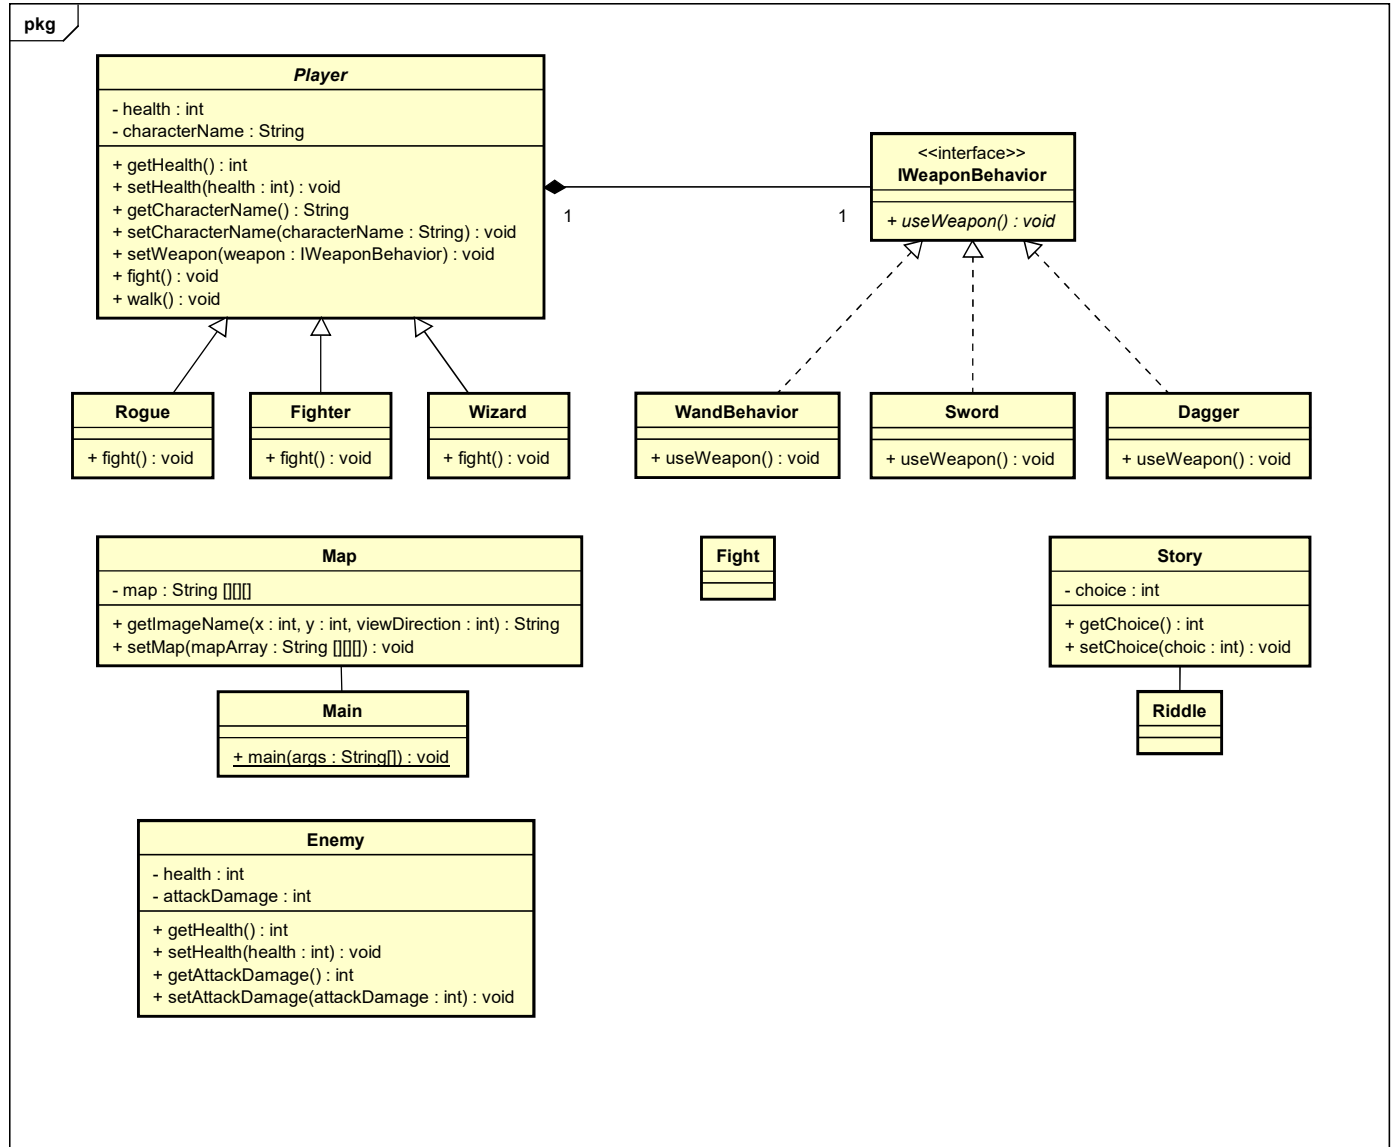 pkg
Player
- health : int
- characterName : String
+ getHealth() : int
+ setHealth(health : int) : void
+ getCharacterName() : String
+ setCharacterName(characterName : String) : void
+ setWeapon(weapon : IWeaponBehavior) : void
+ fight() : void
+ walk() : void
1
1
<<interface>>
IWeaponBehavior
+ useWeapon() : void
Rogue
+ fight() : void
Fighter
+ fight() : void
Wizard
+ fight() : void
WandBehavior
+ useWeapon() : void
Sword
+ useWeapon() : void
Dagger
+ useWeapon() : void
Map
- map : String [][][]
+ getImageName(x : int, y : int, viewDirection : int) : String
+ setMap(mapArray : String [][][]) : void
Fight
Story
- choice : int
+ getChoice() : int
+ setChoice(choic : int) : void
Main
+ main(args : String[]) : void
Riddle
Enemy
- health : int
- attackDamage : int
+ getHealth() : int
+ setHealth(health : int) : void
+ getAttackDamage() : int
+ setAttackDamage(attackDamage : int) : void